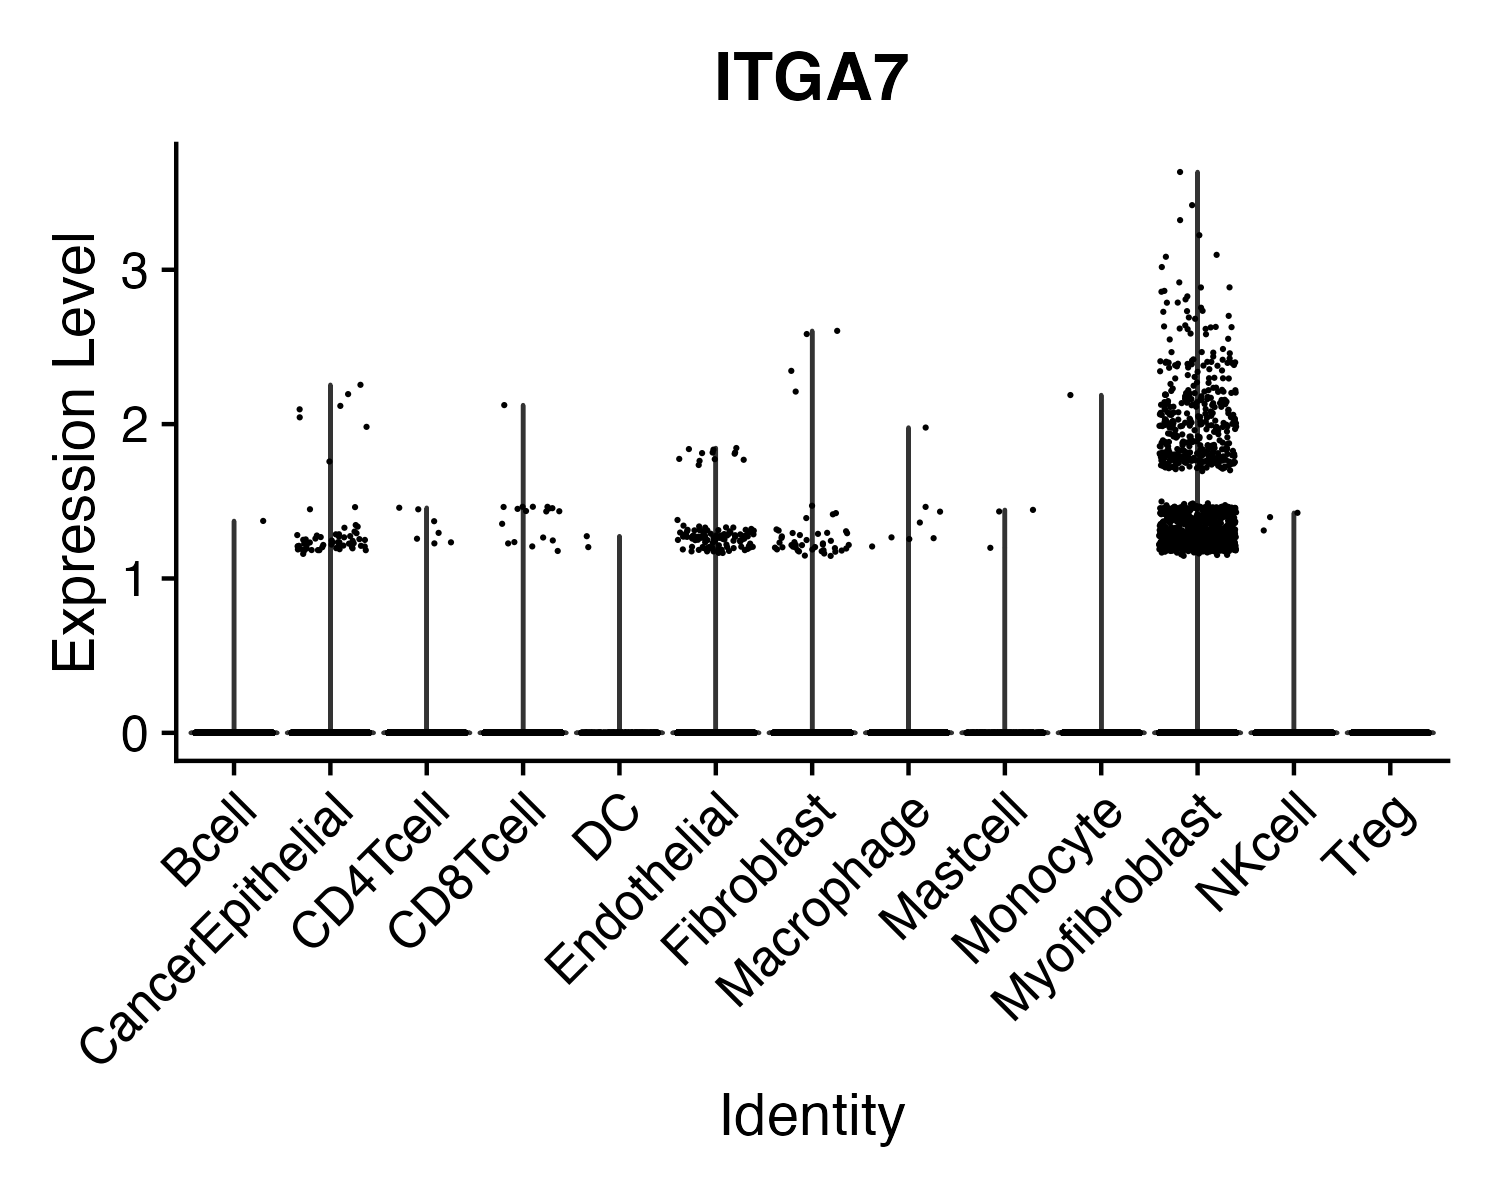 ITGA7
Expression Level
3
2
1
0
Bcell
CancerEpithelial
CD4Tcell
CD8Tcell
DC
Endothelial
Fibroblast
Macrophage
Mastcell
Monocyte
Myofibroblast
NKcell
Treg
Identity